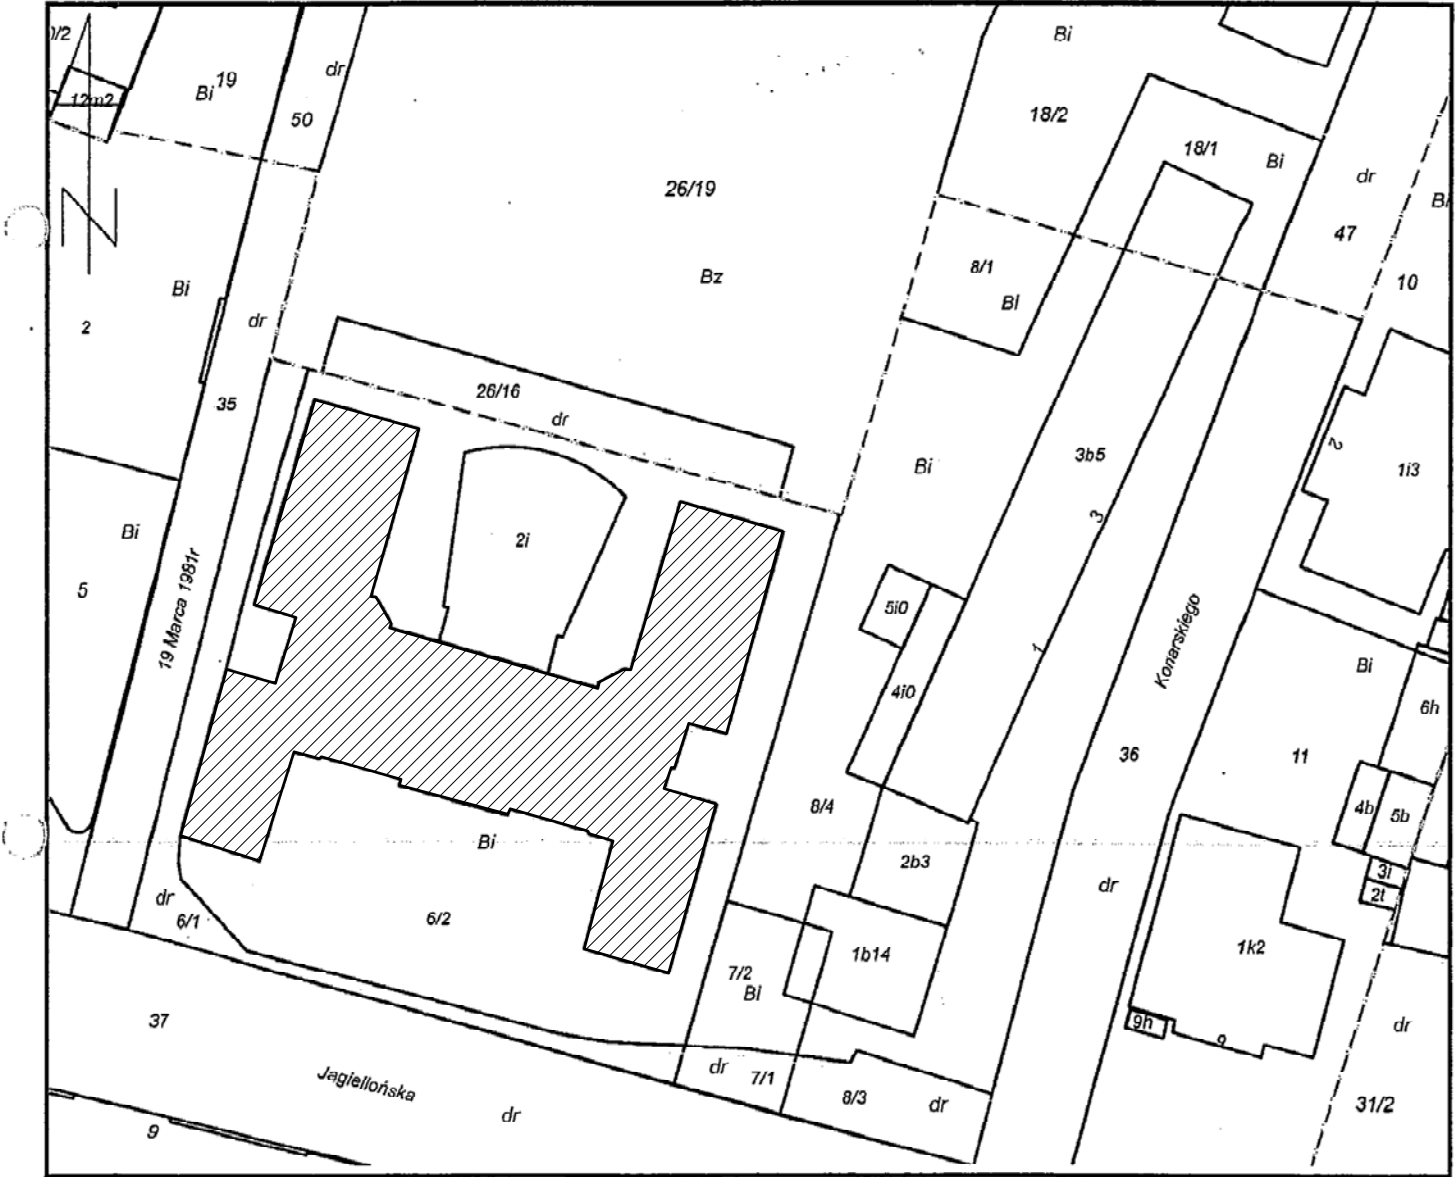 )/2
12m2
Bi
19
dr
50
Bi
18/2
18/1
Bi
dr
47
Bi
10
26/19
Bz
8/1
Bi
N
Bi
2
dr
35
26/16
dr
Bi
3b5
3
1
2
1i3
2i
Bi
5
19 Marca 1981r
5i0
4i0
Konarskiego
Bi
6h
36
11
4b
5b
3i
2t
8/4
2b3
Bi
dr
6/1
6/2
7/2
Bi
1b14
dr
1k2
9h
9
dr
31/2
37
Jagiellońska
dr
dr
7/1
8/3
dr
9